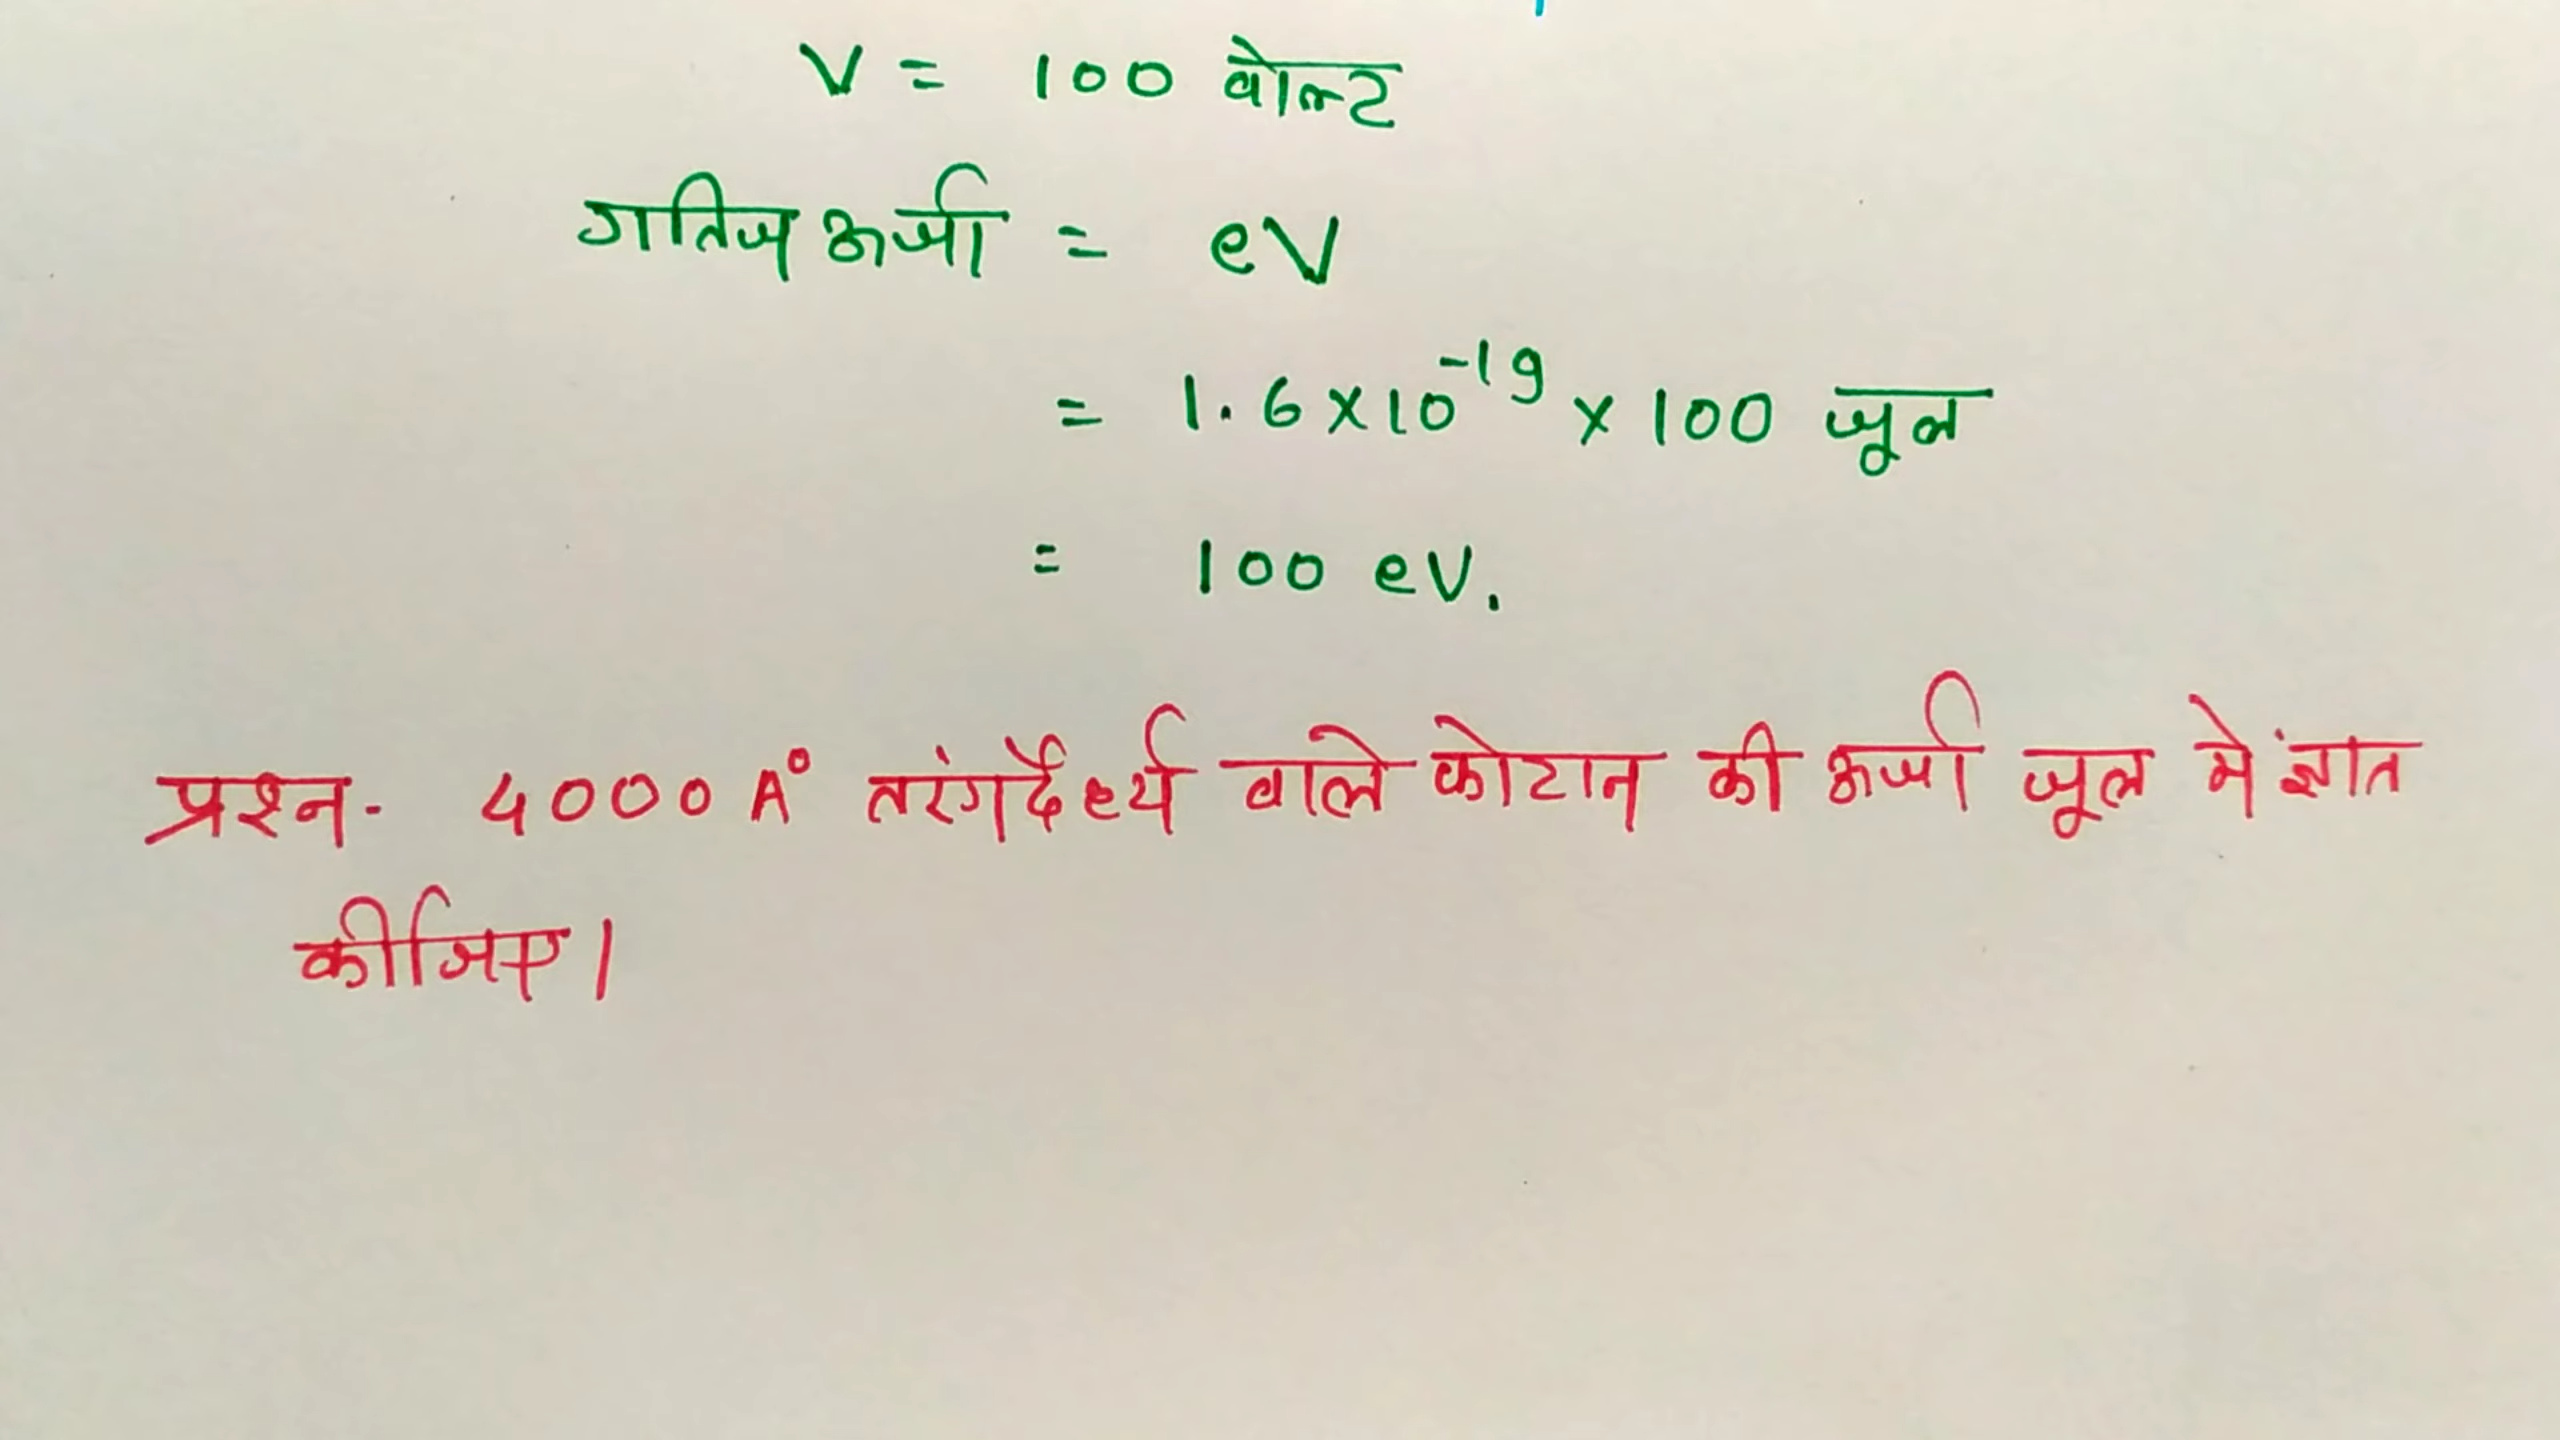 V = 100 वोल्ट
गतिज ऊर्जा = eV
= 1.6×10⁻¹⁹ × 100 जूल
= 100 eV.
प्रश्न- 4000 A° तरंगदैर्ध्य वाले फोटान की ऊर्जा जूल में ज्ञात
कीजिए।